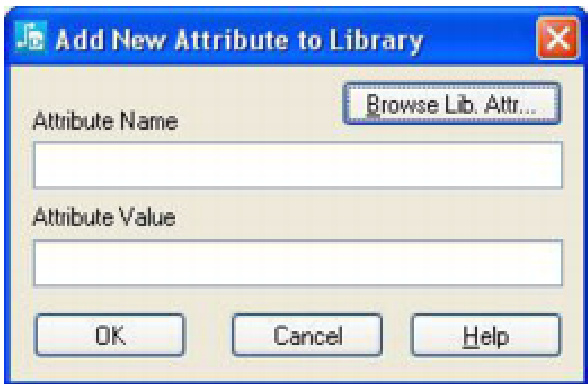 Add New Attribute to Library
Browse Lib. Attr...
Attribute Name
Attribute Value
OK
Cancel
Help